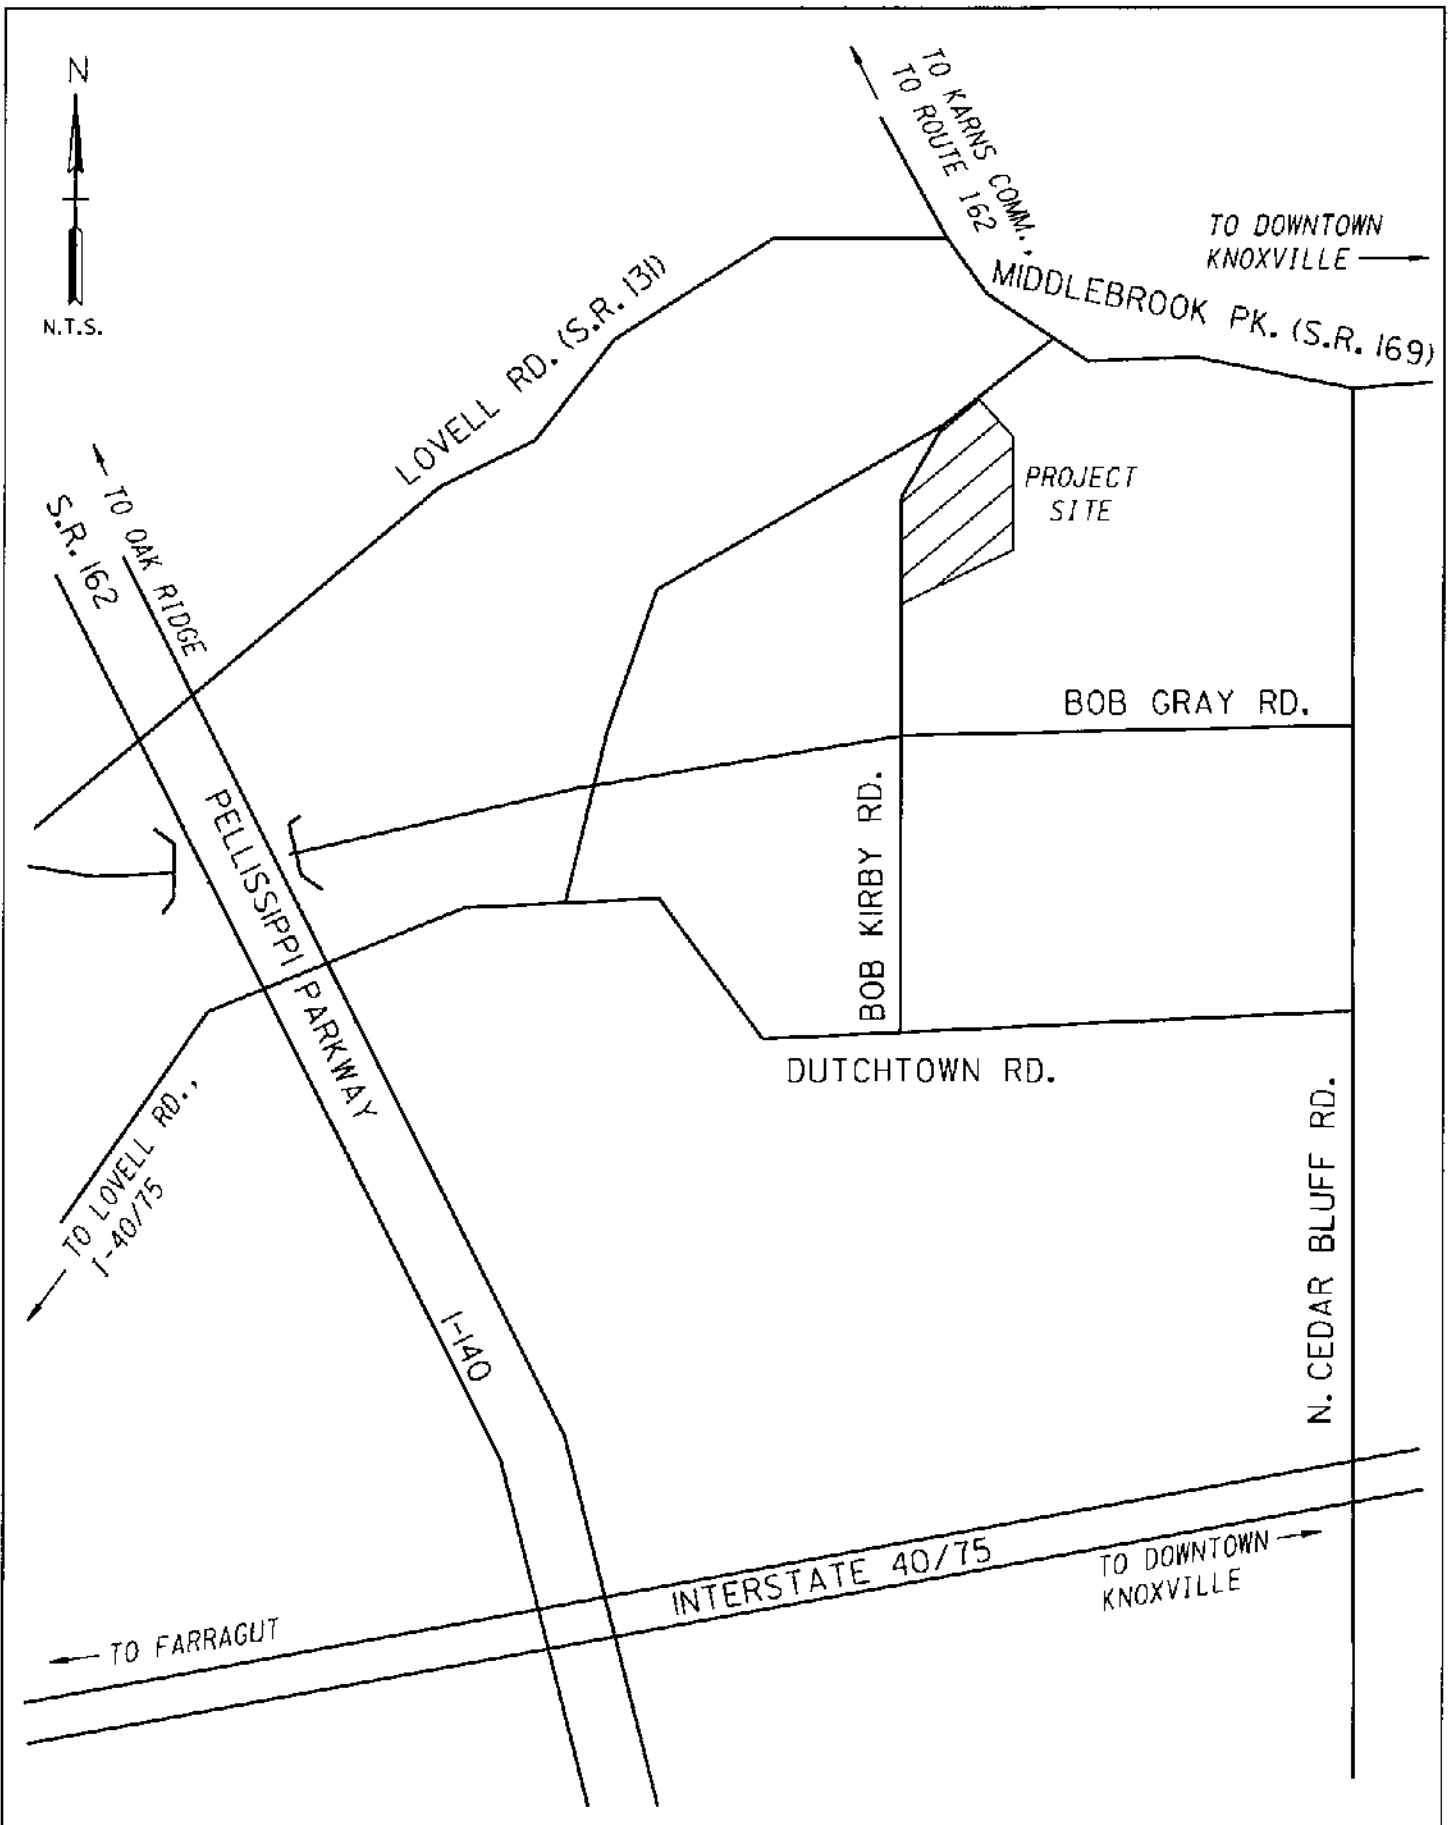 N
N.T.S.
TO KARNS COMM.,
TO ROUTE 162
TO DOWNTOWN
KNOXVILLE
MIDDLEBROOK PK. (S.R. 169)
LOVELL RD. (S.R. 131)
PROJECT
SITE
TO OAK RIDGE
S.R. 162
BOB GRAY RD.
PELLISSIPPI PARKWAY
BOB KIRBY RD.
DUTCHTOWN RD.
TO LOVELL RD.,
I-40/75
N. CEDAR BLUFF RD.
I-140
INTERSTATE 40/75
TO DOWNTOWN
KNOXVILLE
TO FARRAGUT